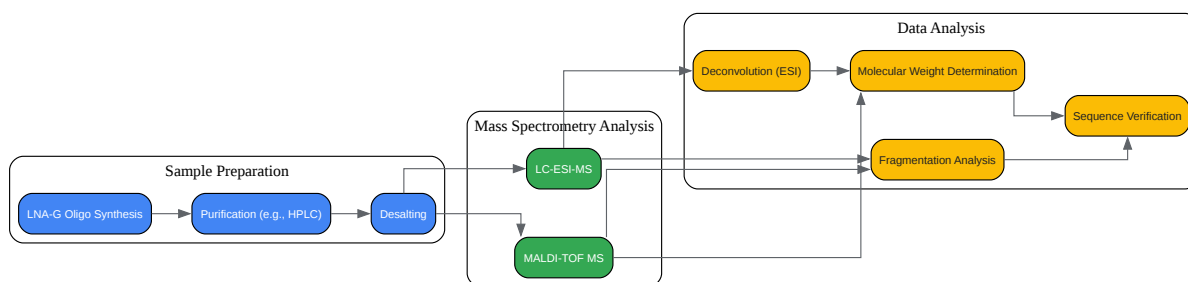 Sample Preparation
LNA-G Oligo Synthesis
Purification (e.g., HPLC)
Desalting
Mass Spectrometry Analysis
LC-ESI-MS
MALDI-TOF MS
Data Analysis
Deconvolution (ESI)
Molecular Weight Determination
Fragmentation Analysis
Sequence Verification